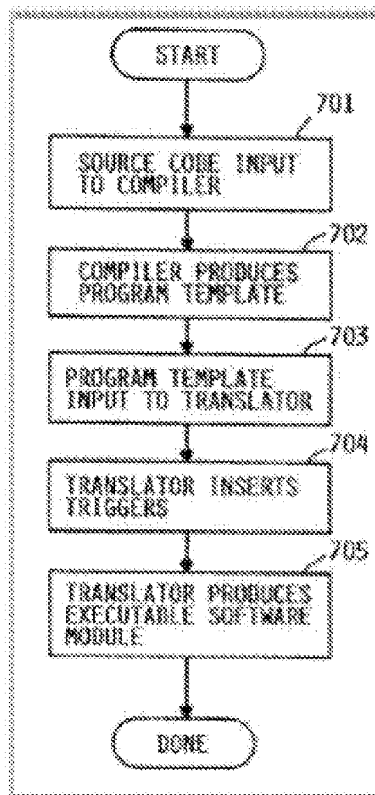 START
701
SOURCE CODE INPUT
TO COMPILER
702
COMPILER PRODUCES
PROGRAM TEMPLATE
703
PROGRAM TEMPLATE
INPUT TO TRANSLATOR
704
TRANSLATOR INSERTS
TRIGGERS
705
TRANSLATOR PRODUCES
EXECUTABLE SOFTWARE
MODULE
DONE